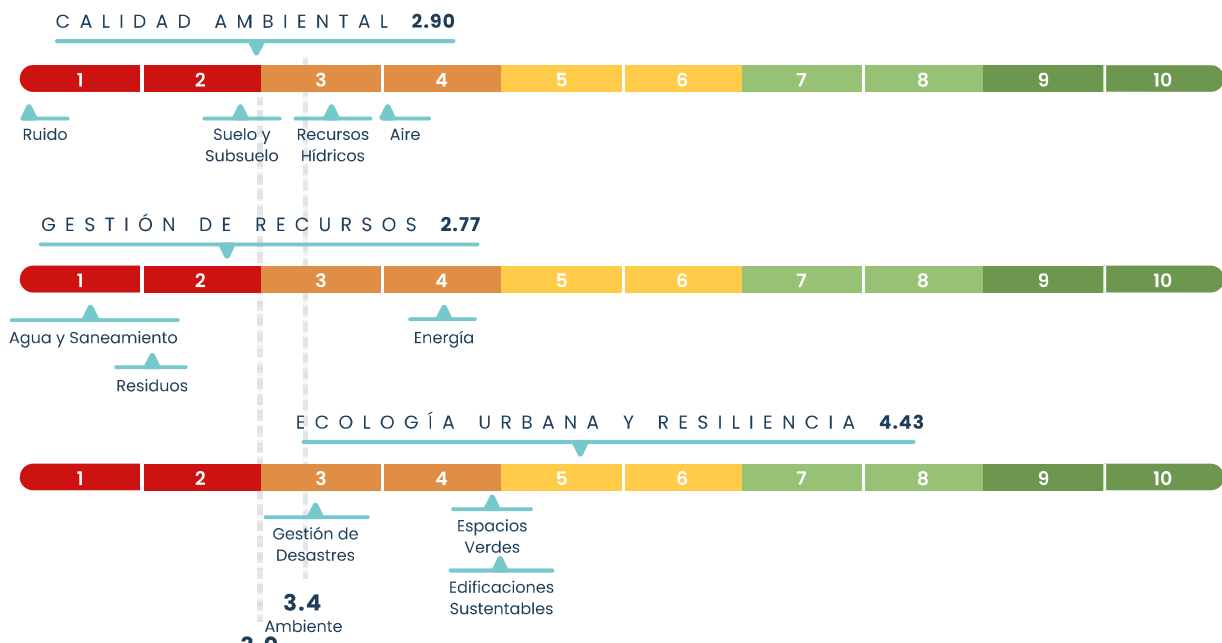 CALIDAD AMBIENTAL 2.90
1 2 3 4 5 6 7 8 9 10
Ruido
Suelo y
Subsuelo
Recursos
Hídricos
Aire
GESTIÓN DE RECURSOS 2.77
1 2 3 4 5 6 7 8 9 10
Agua y Saneamiento
Energía
Residuos
ECOLOGÍA URBANA Y RESILIENCIA 4.43
1 2 3 4 5 6 7 8 9 10
Gestión de
Desastres
Espacios
Verdes
Edificaciones
Sustentables
3.4
Ambiente